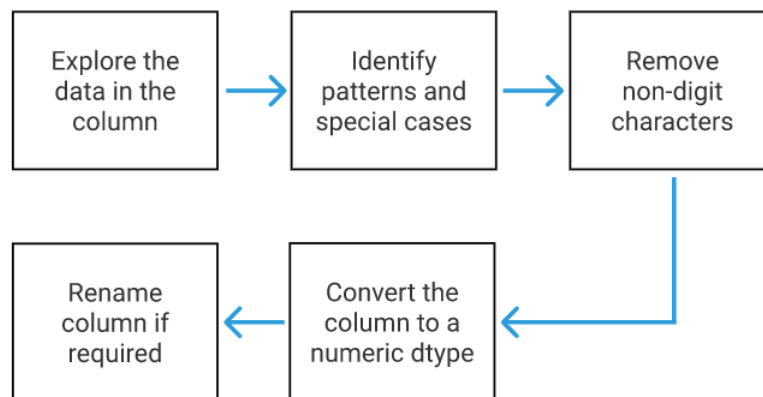 Explore the
data in the
column
Identify
patterns and
special cases
Remove
non-digit
characters
Convert the
column to a
numeric dtype
Rename
column if
required